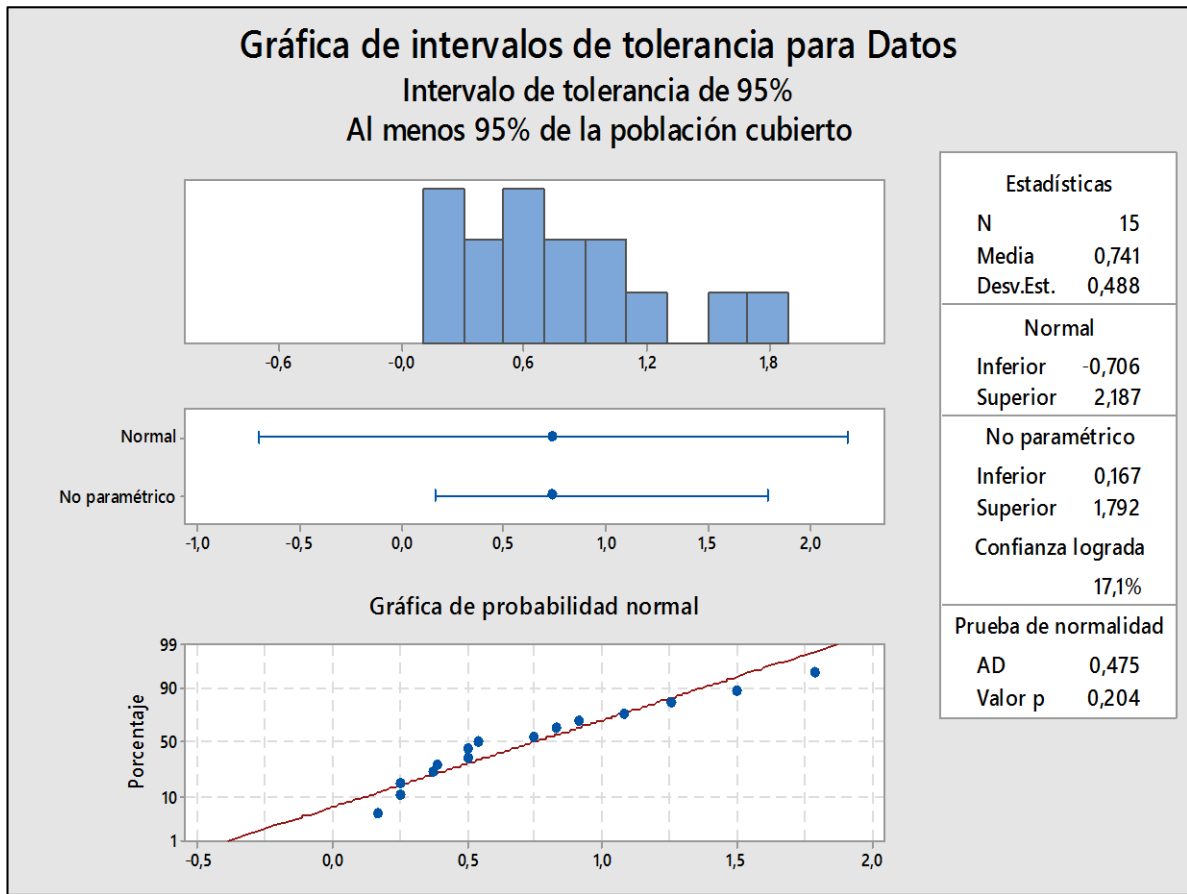 Gráfica de intervalos de tolerancia para Datos
Intervalo de tolerancia de 95%
Al menos 95% de la población cubierto
-0,6 -0,0 0,6 1,2 1,8
Normal
No paramétrico
-1,0 -0,5 0,0 0,5 1,0 1,5 2,0
Gráfica de probabilidad normal
Porcentaje
99
90
50
10
1
-0,5 0,0 0,5 1,0 1,5 2,0
Estadísticas
N 15
Media 0,741
Desv.Est. 0,488
Normal
Inferior -0,706
Superior 2,187
No paramétrico
Inferior 0,167
Superior 1,792
Confianza lograda
17,1%
Prueba de normalidad
AD 0,475
Valor p 0,204